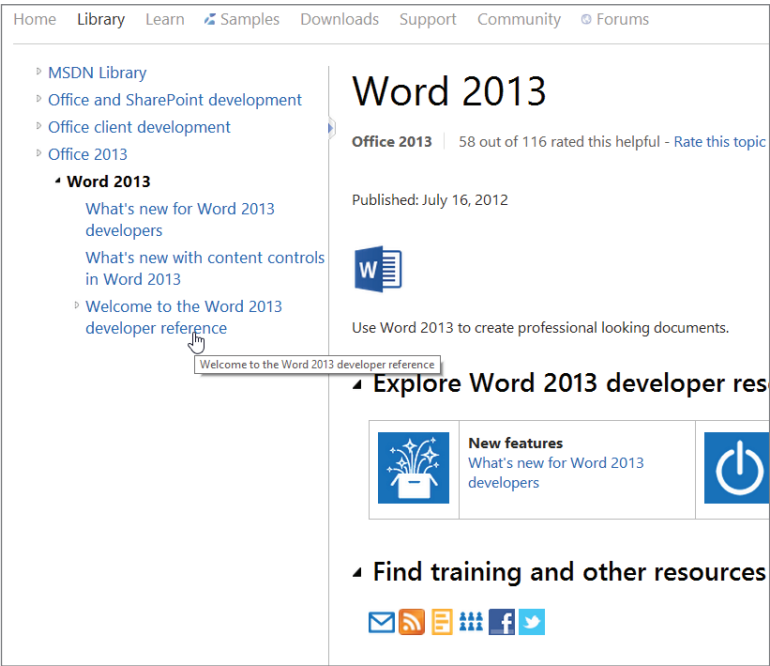 Home Library Learn Samples Downloads Support Community Forums
MSDN Library
Office and SharePoint development
Office client development
Office 2013
Word 2013
What's new for Word 2013
developers
What's new with content controls
in Word 2013
Welcome to the Word 2013
developer reference
Welcome to the Word 2013 developer reference
Word 2013
Office 2013 58 out of 116 rated this helpful - Rate this topic
Published: July 16, 2012
W
Use Word 2013 to create professional looking documents.
Explore Word 2013 developer res
New features
What's new for Word 2013
developers
Find training and other resources
f